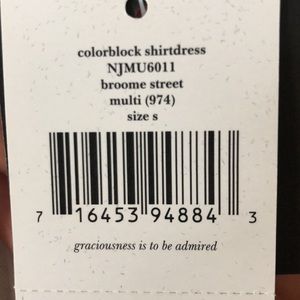 colorblock shirtdress
NJMU6011
broome street
multi (974)
size s
7 16453 94884 3
graciousness is to be admired